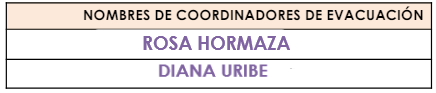 NOMBRES DE COORDINADORES DE EVACUACIÓN
ROSA HORMAZA
DIANA URIBE